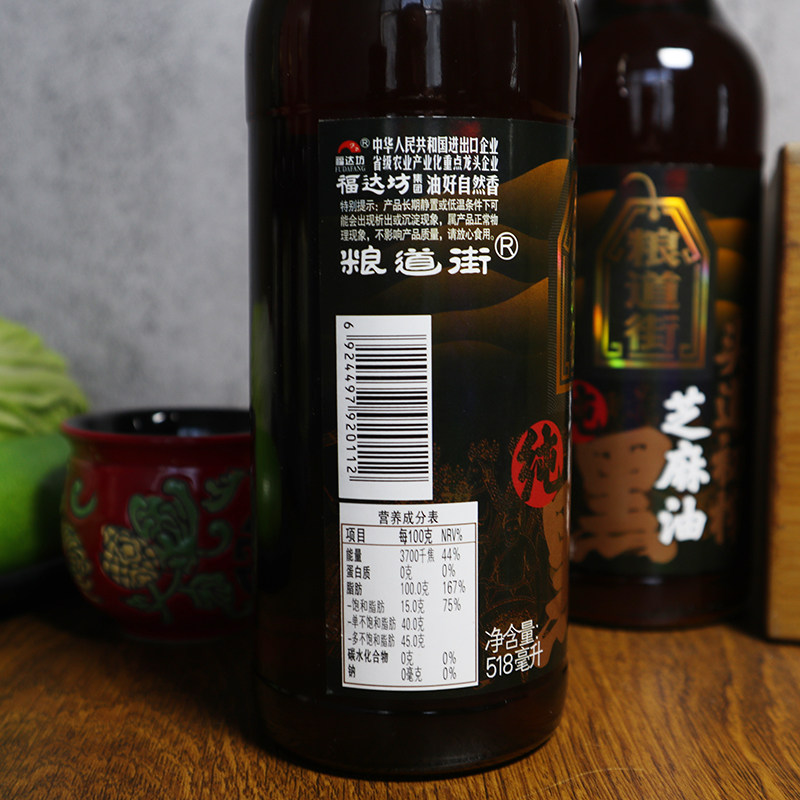 福达坊®
FUDAFANG
中华人民共和国进出口企业
省级农业产业化重点龙头企业
福达坊集团 油好自然香
特别提示：产品长期静置或低温条件下可
能会出现析出或沉淀现象，属产品正常物
理现象，不影响产品质量，请放心食用。
粮道街®
6 924497 920112
营养成分表
项目 每100克 NRV%
能量 3700千焦 44%
蛋白质 0克 0%
脂肪 100.0克 167%
-饱和脂肪 15.0克 75%
-单不饱和脂肪 40.0克
-多不饱和脂肪 45.0克
碳水化合物 0克 0%
钠 0毫克 0%
净含量:
518毫升
纯
粮道街
纯
黑
芝麻油